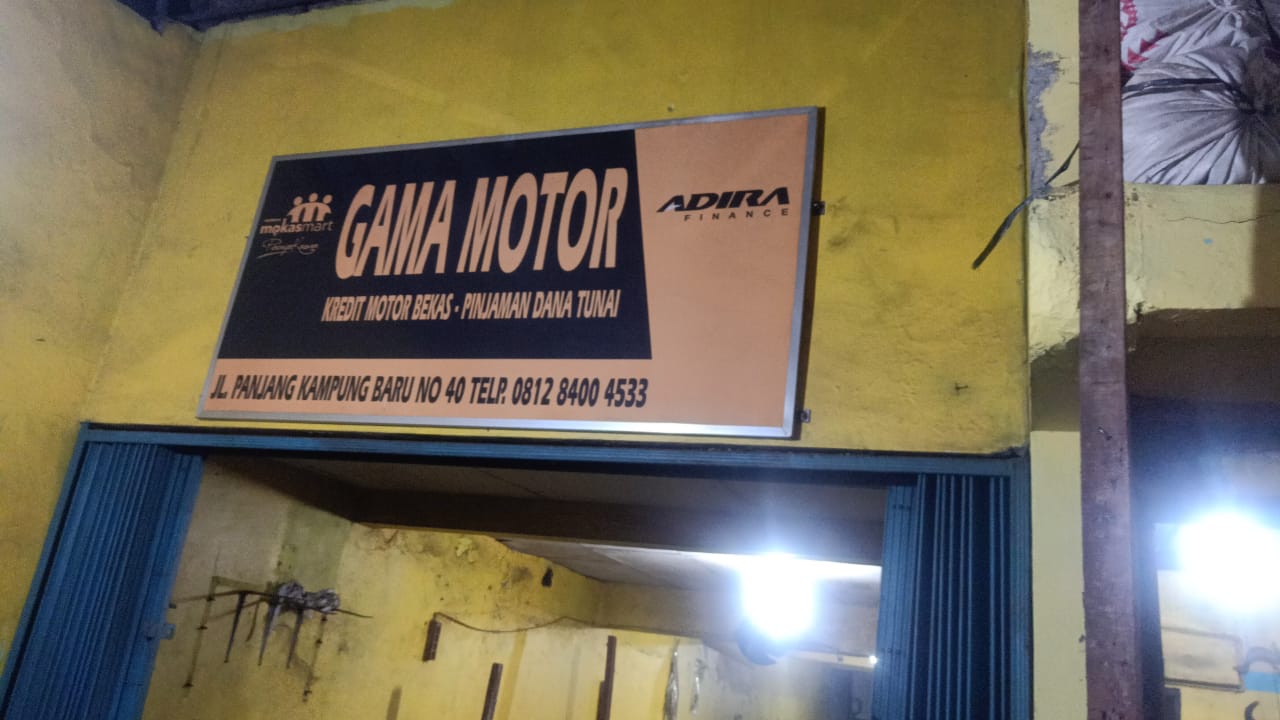 mokasmart
GAMA MOTOR
KREDIT MOTOR BEKAS - PINJAMAN DANA TUNAI
ADIRA
FINANCE
JL. PANJANG KAMPUNG BARU NO 40 TELP. 0812 8400 4533